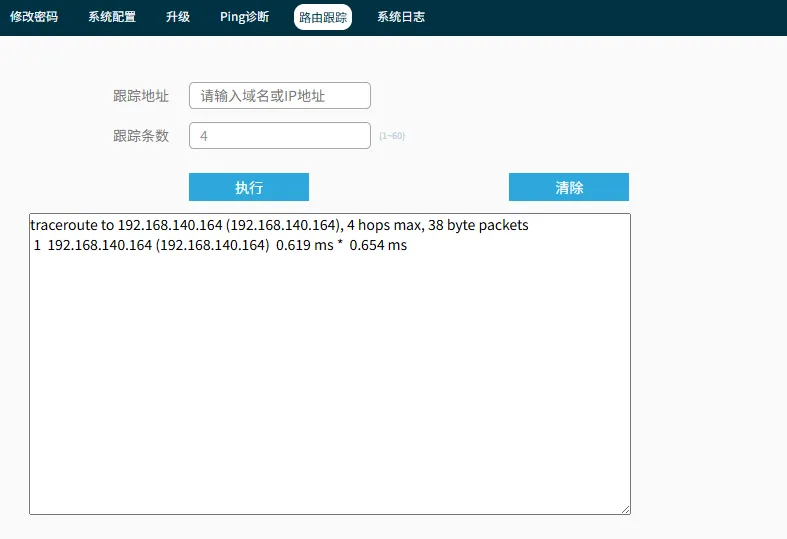 修改密码 系统配置 升级 Ping诊断 路由跟踪 系统日志
跟踪地址 请输入域名或IP地址
跟踪条数 4 (1~60)
执行 清除
traceroute to 192.168.140.164 (192.168.140.164), 4 hops max, 38 byte packets
1 192.168.140.164 (192.168.140.164) 0.619 ms * 0.654 ms